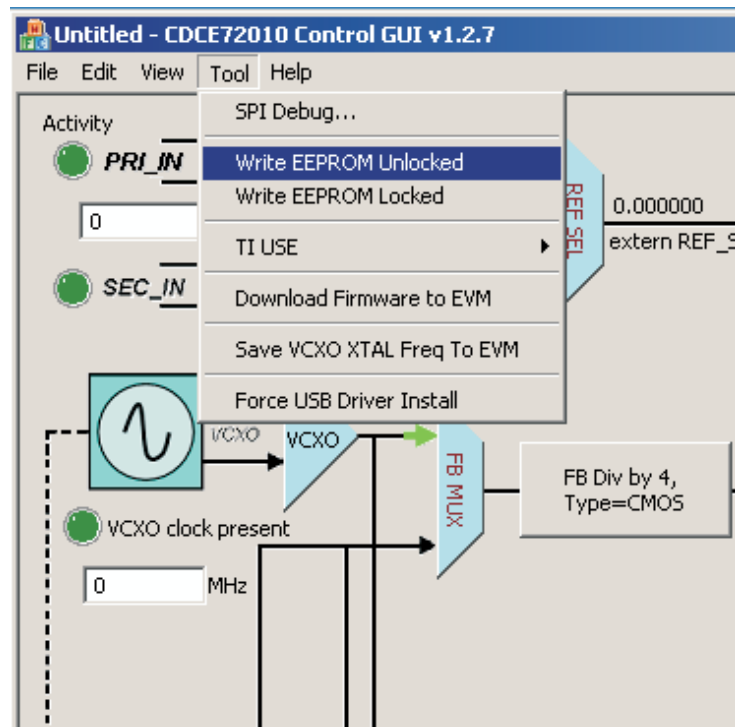 Untitled - CDCE72010 Control GUI v1.2.7
File Edit View Tool Help
Activity
PRI_IN
0
SEC_IN
SPI Debug...
Write EEPROM Unlocked
Write EEPROM Locked
TI USE
Download Firmware to EVM
Save VCXO XTAL Freq To EVM
Force USB Driver Install
REF SEL
0.000000
extern REF_S
VCXO
VCXO
FB MUX
FB Div by 4,
Type=CMOS
VCXO clock present
0
MHz